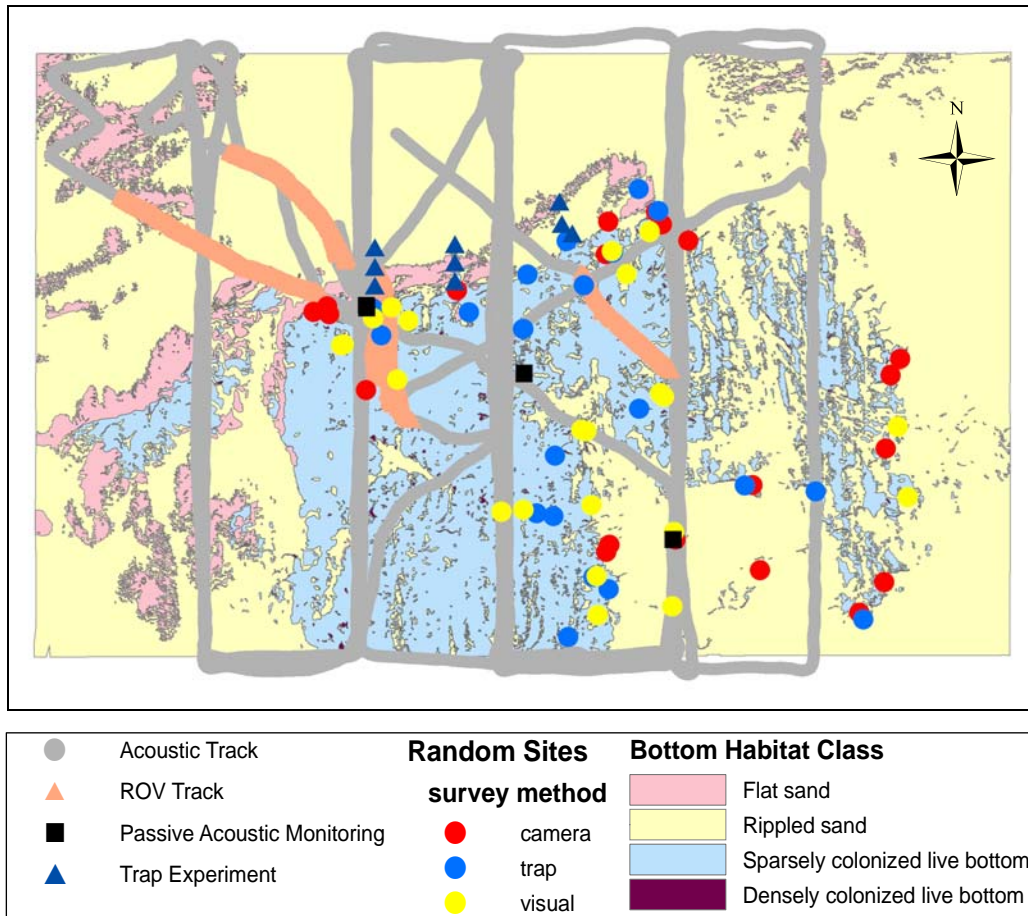 N
Acoustic Track
ROV Track
Passive Acoustic Monitoring
Trap Experiment
Random Sites
survey method
camera
trap
visual
Bottom Habitat Class
Flat sand
Rippled sand
Sparsely colonized live bottom
Densely colonized live bottom